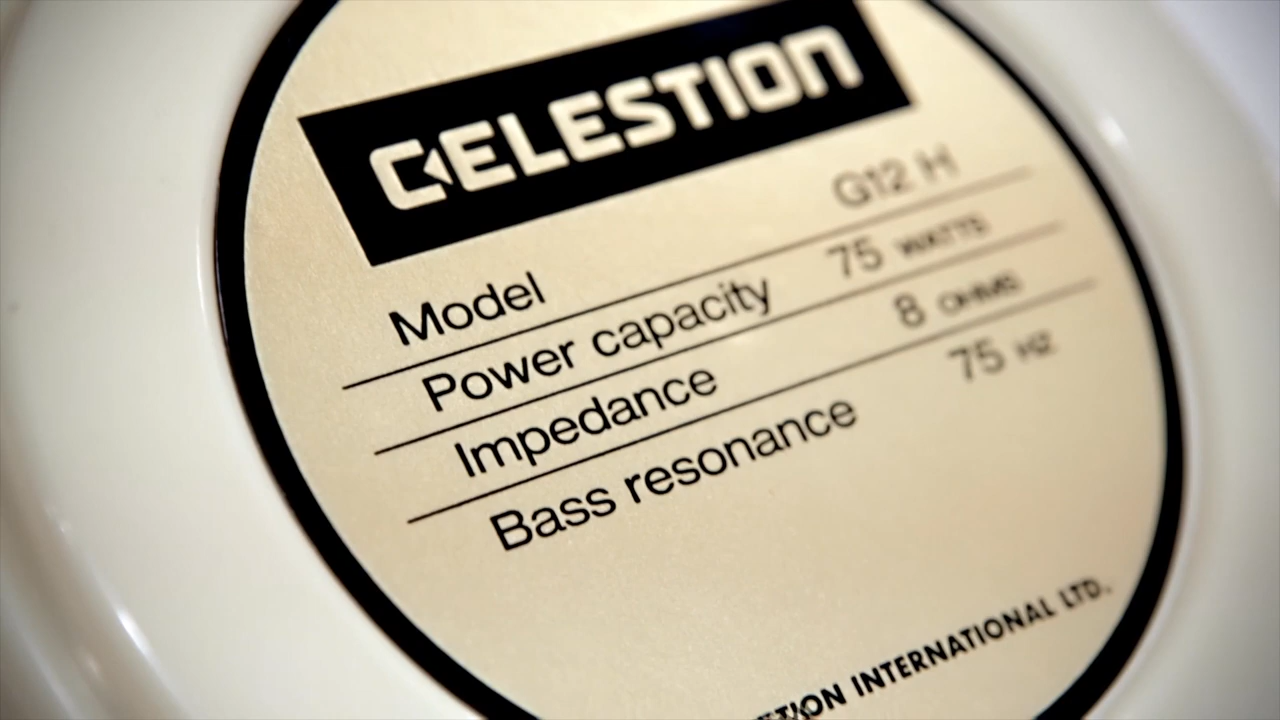 CELESTION
Model G12 H
Power capacity 75 WATTS
Impedance 8 OHMS
Bass resonance 75 HZ
INTERNATIONAL LTD.